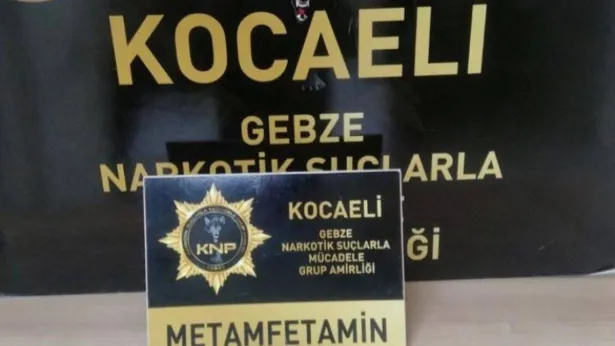 KOCAELİ
GEBZE
NARKOTİK SUÇLARLA
KNP
KOCAELİ
GEBZE
NARKOTİK SUÇLARLA
MÜCADELE
GRUP AMİRLİĞİ
METAMFETAMİN